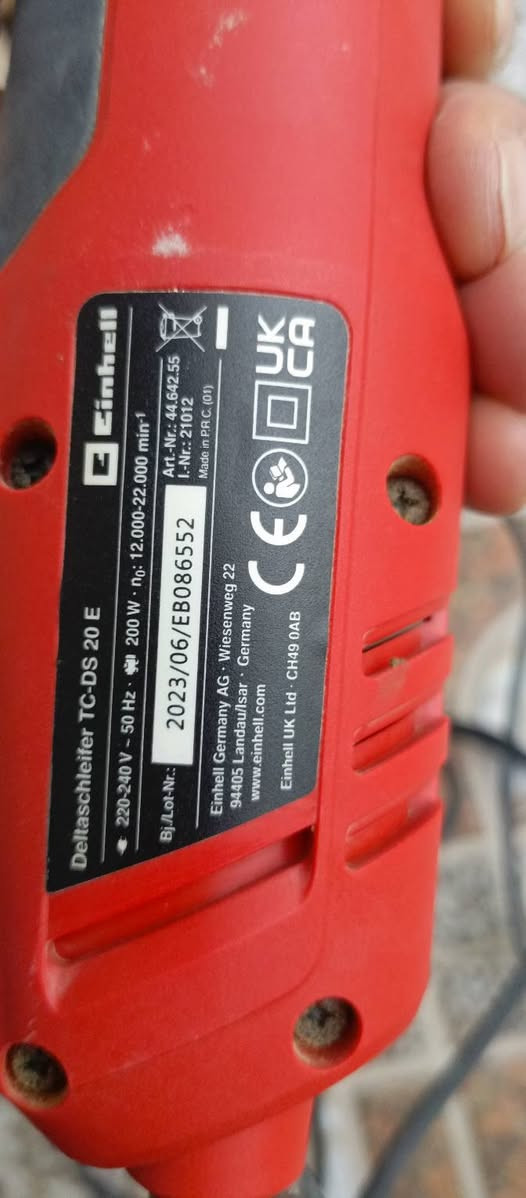 Deltaschleifer TC-DS 20 E
Einhell
220-240 V ~ 50 Hz · 200 W · n0: 12.000-22.000 min-1
Bj./Lot-Nr.: 2023/06/EB086552
Art.-Nr.: 44.642.55
I.-Nr.: 21012
Made in P.R.C. (01)
Einhell Germany AG · Wiesenweg 22
94405 Landau/Isar · Germany
www.einhell.com
Einhell UK Ltd · CH49 0AB
CE
UK
CA